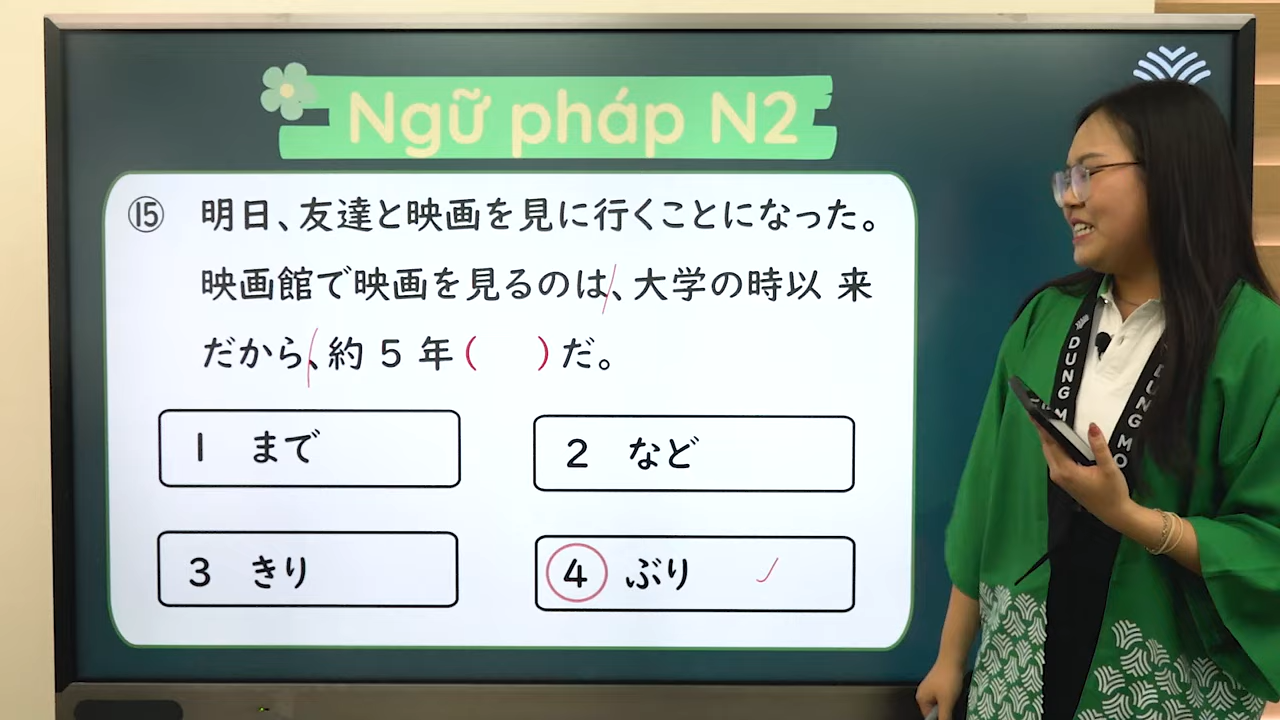 Ngữ pháp N2
⑮ 明日、友達と映画を見に行くことになった。
映画館で映画を見るのは、大学の時以 来
だから、約 5 年( )だ。
1 まで
2 など
3 きり
4 ぶり
DUNG MO
DUNG MO